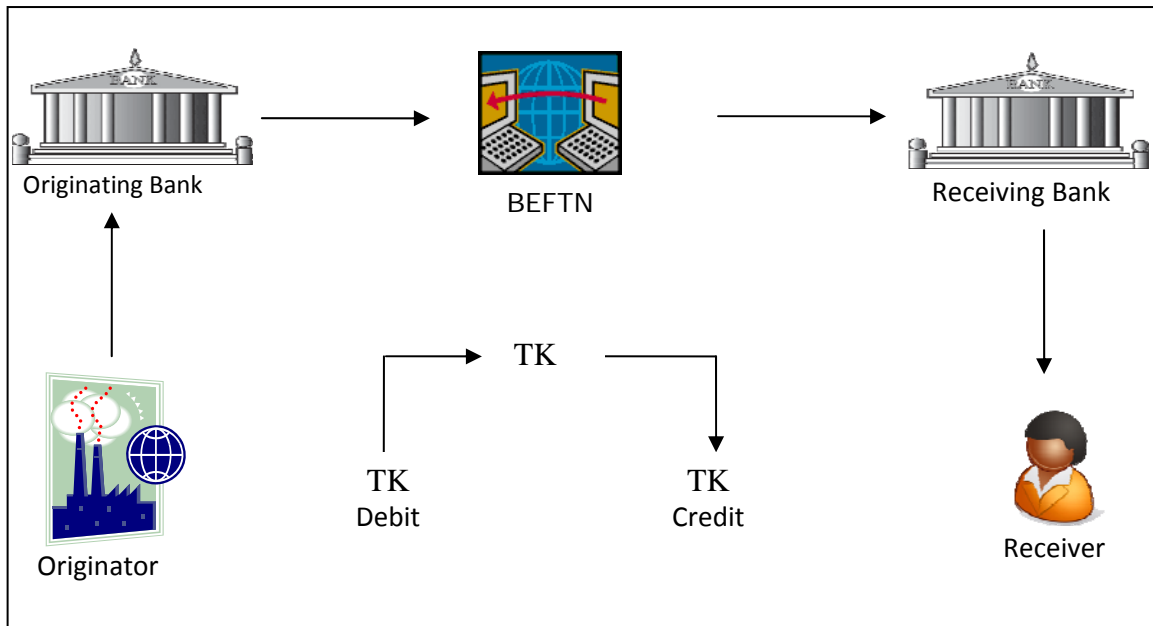 BANK
BANK
Originating Bank
BEFTN
Receiving Bank
TK
TK
Debit
TK
Credit
Originator
Receiver